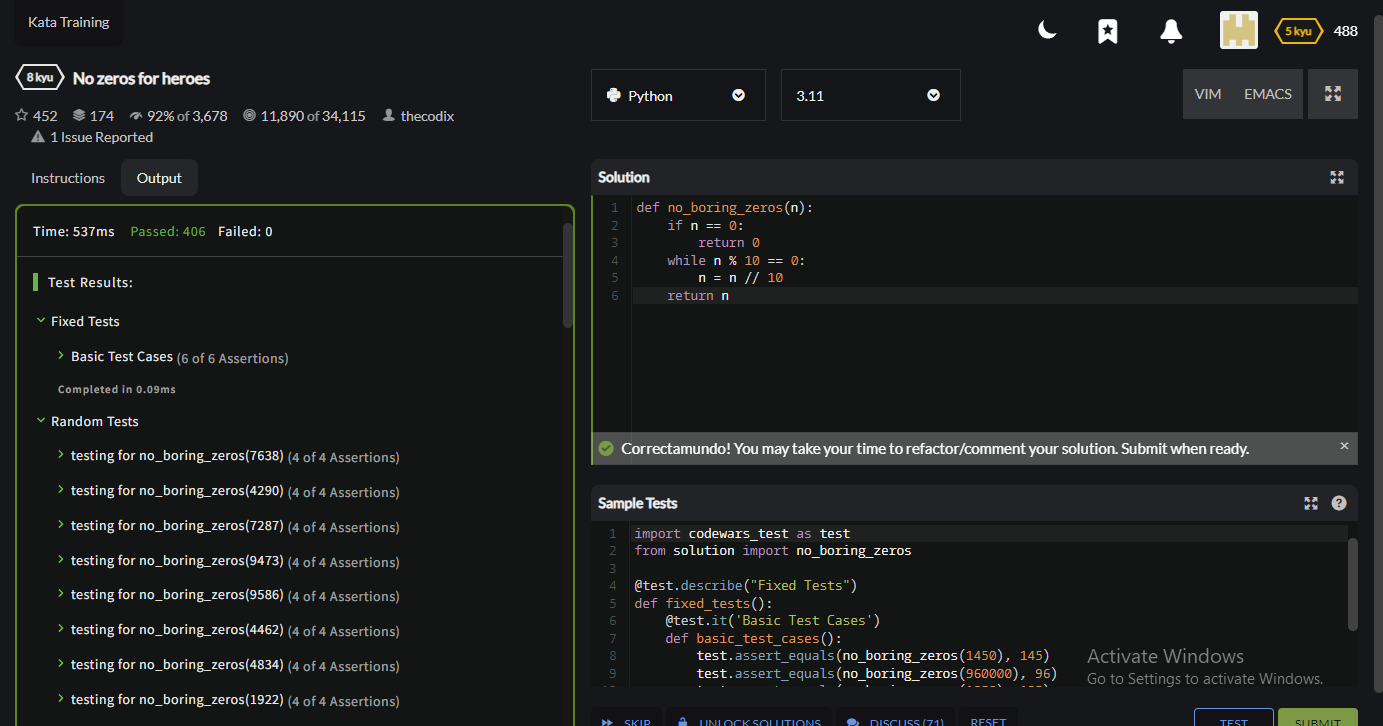 Kata Training
5 kyu 488
8 kyu No zeros for heroes
452 174 92% of 3,678 11,890 of 34,115 thecodix
1 Issue Reported
Instructions Output
Time: 537ms Passed: 406 Failed: 0
Test Results:
Fixed Tests
Basic Test Cases (6 of 6 Assertions)
Completed in 0.09ms
Random Tests
testing for no_boring_zeros(7638) (4 of 4 Assertions)
testing for no_boring_zeros(4290) (4 of 4 Assertions)
testing for no_boring_zeros(7287) (4 of 4 Assertions)
testing for no_boring_zeros(9473) (4 of 4 Assertions)
testing for no_boring_zeros(9586) (4 of 4 Assertions)
testing for no_boring_zeros(4462) (4 of 4 Assertions)
testing for no_boring_zeros(4834) (4 of 4 Assertions)
testing for no_boring_zeros(1922) (4 of 4 Assertions)
Python 3.11 VIM EMACS
Solution
1 def no_boring_zeros(n):
2 if n == 0:
3 return 0
4 while n % 10 == 0:
5 n = n // 10
6 return n
Correctamundo! You may take your time to refactor/comment your solution. Submit when ready.
Sample Tests
1 import codewars_test as test
2 from solution import no_boring_zeros
3
4 @test.describe("Fixed Tests")
5 def fixed_tests():
6 @test.it('Basic Test Cases')
7 def basic_test_cases():
8 test.assert_equals(no_boring_zeros(1450), 145)
9 test.assert_equals(no_boring_zeros(960000), 96)
Activate Windows
Go to Settings to activate Windows.
SKIP UNLOCK SOLUTIONS DISCUSS (71) RESET TEST SUBMIT